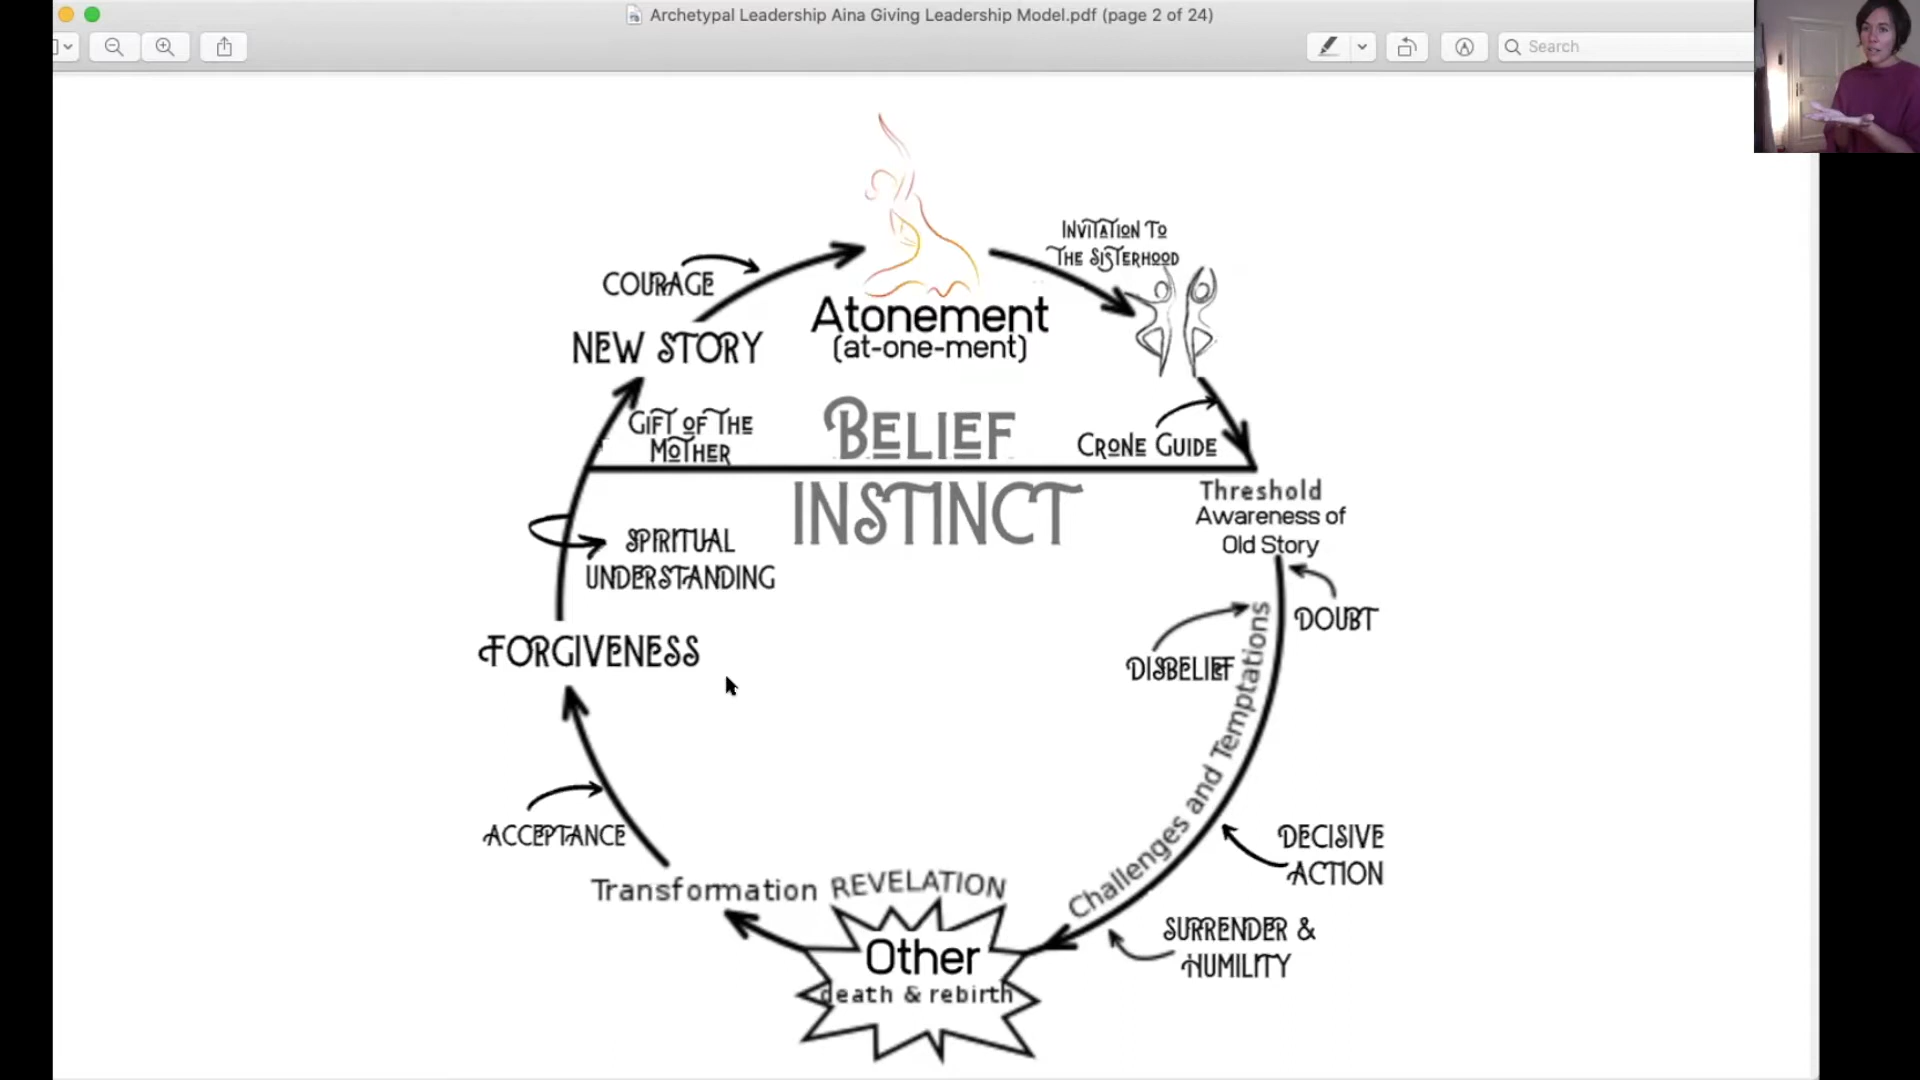 Archetypal Leadership Aina Giving Leadership Model.pdf (page 2 of 24)
Search
INVITATION TO
THE SISTERHOOD
COURAGE
Atonement
(at-one-ment)
NEW STORY
GIFT OF THE
MOTHER
BELIEF
CRONE GUIDE
INSTINCT
Threshold
Awareness of
Old Story
SPIRITUAL
UNDERSTANDING
DOUBT
FORGIVENESS
DISBELIEF
Challenges and Temptations
ACCEPTANCE
DECISIVE
ACTION
Transformation
REVELATION
SURRENDER &
HUMILITY
Other
death & rebirth